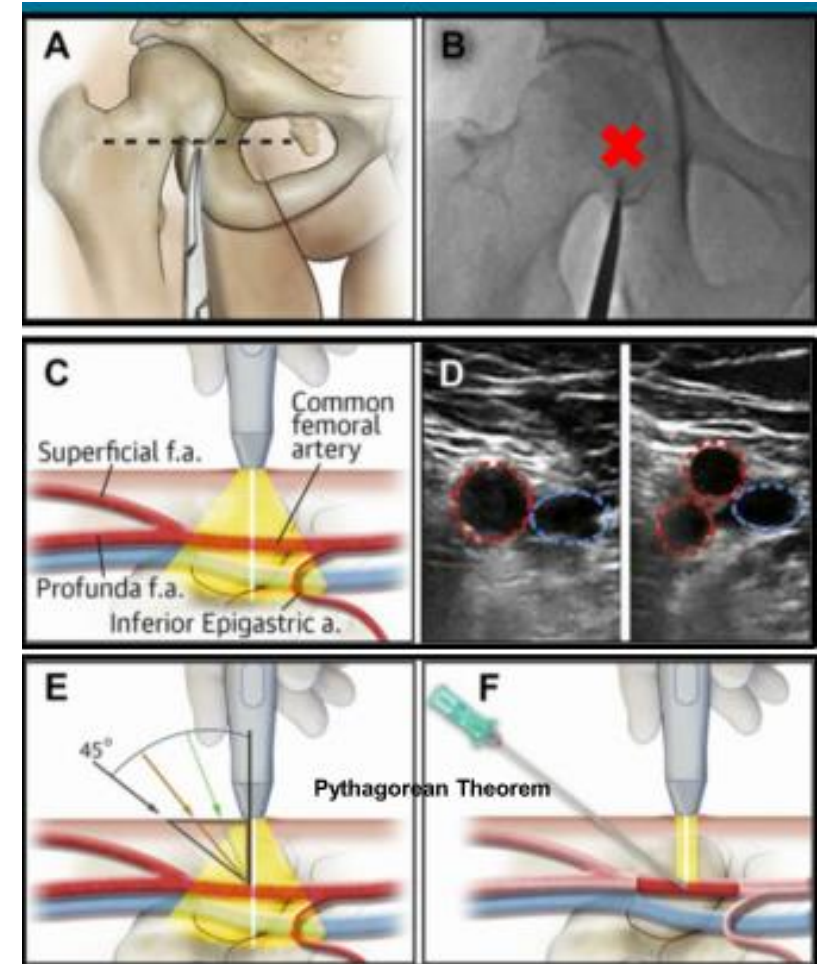 A
B
C
Common
femoral
artery
Superficial f.a.
Profunda f.a.
Inferior Epigastric a.
D
E
45°
F
Pythagorean Theorem